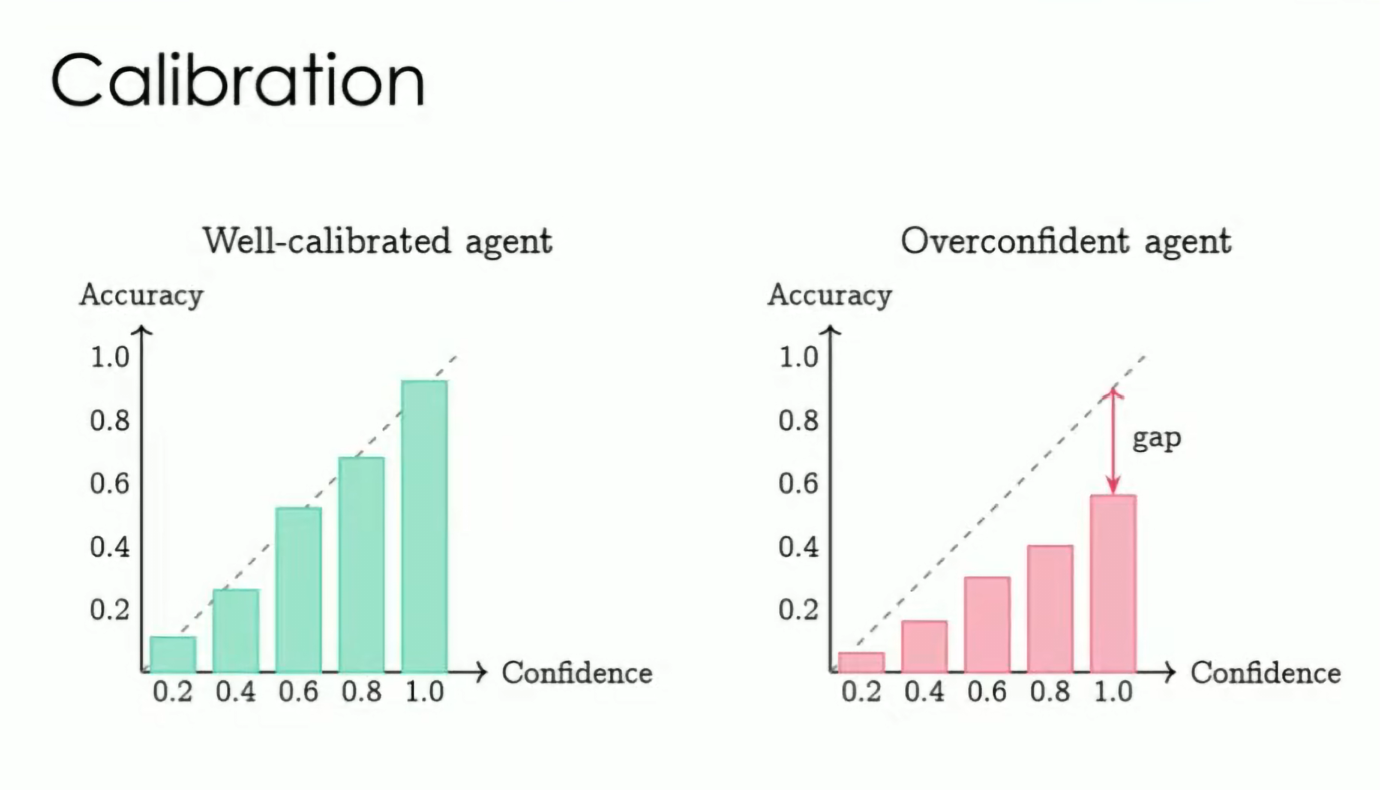 Calibration
Well-calibrated agent
Accuracy
1.0
0.8
0.6
0.4
0.2
0.2 0.4 0.6 0.8 1.0
Confidence
Overconfident agent
Accuracy
1.0
0.8
0.6
0.4
0.2
gap
0.2 0.4 0.6 0.8 1.0
Confidence